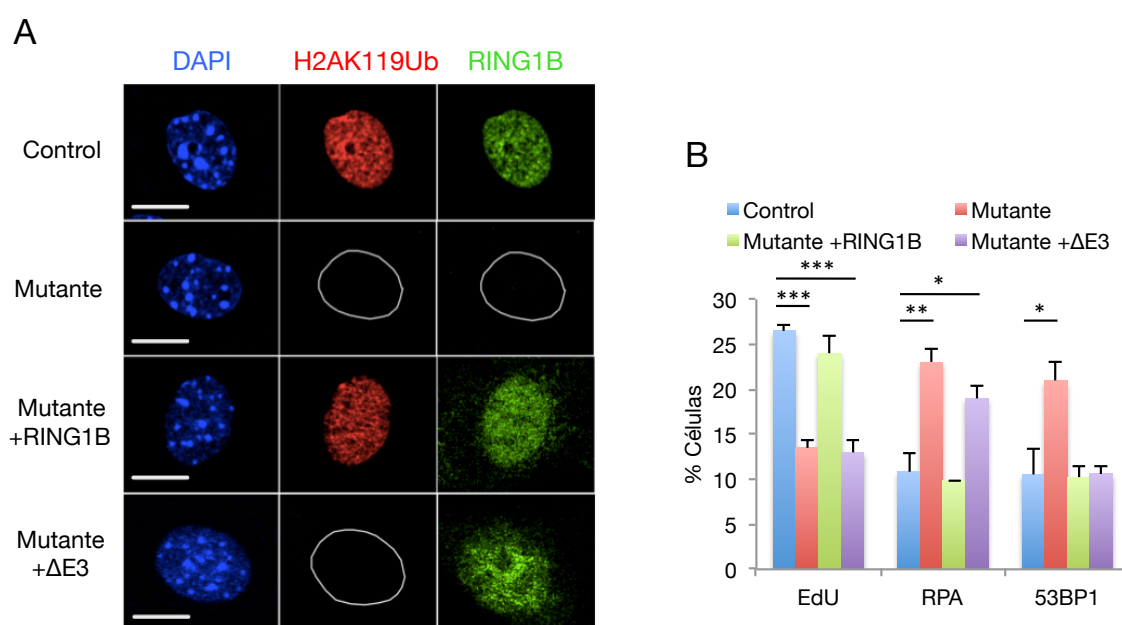 A
DAPI H2AK119Ub RING1B
Control
Mutante
Mutante
+RING1B
Mutante
+ΔE3
B
Control Mutante
Mutante +RING1B Mutante +ΔE3
*** *
*** ** *
% Células
30
25
20
15
10
5
0
EdU RPA 53BP1